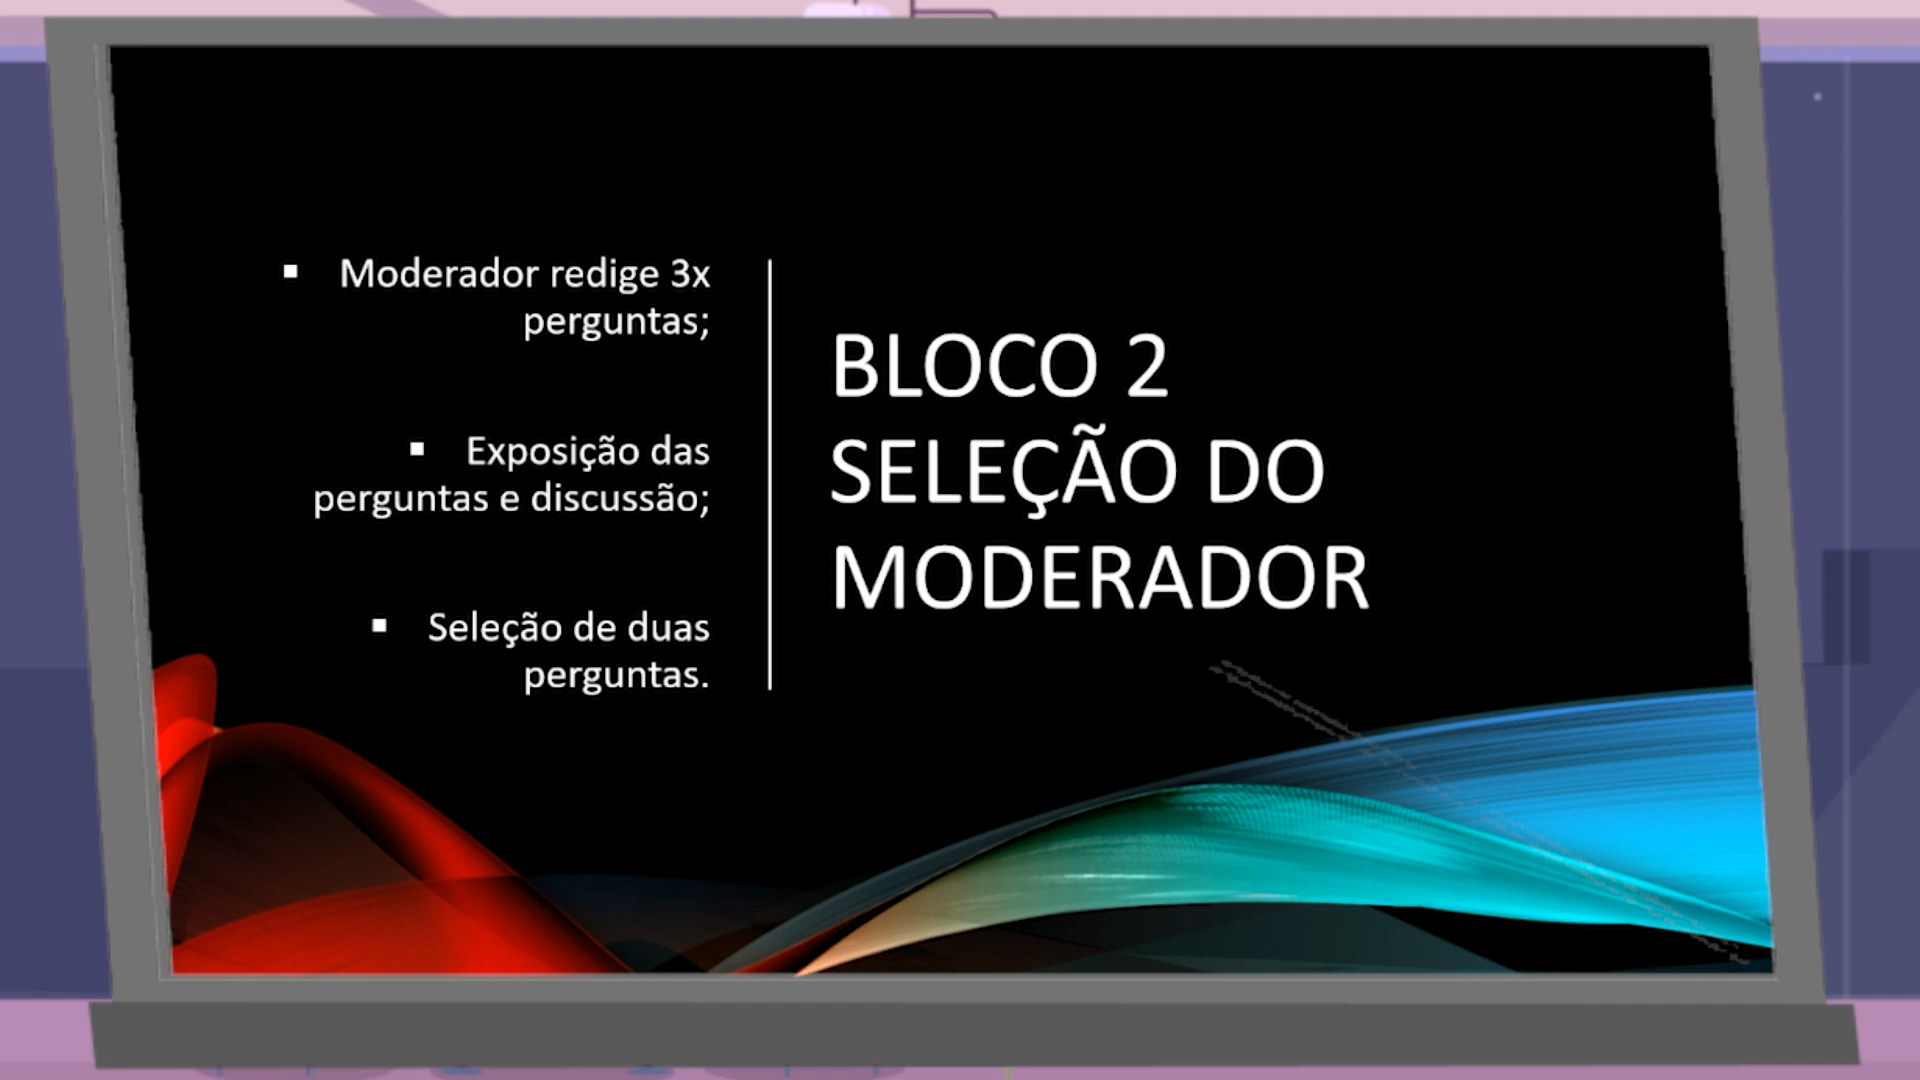 ▪ Moderador redige 3x
perguntas;
▪ Exposição das
perguntas e discussão;
▪ Seleção de duas
perguntas.
BLOCO 2
SELEÇÃO DO
MODERADOR